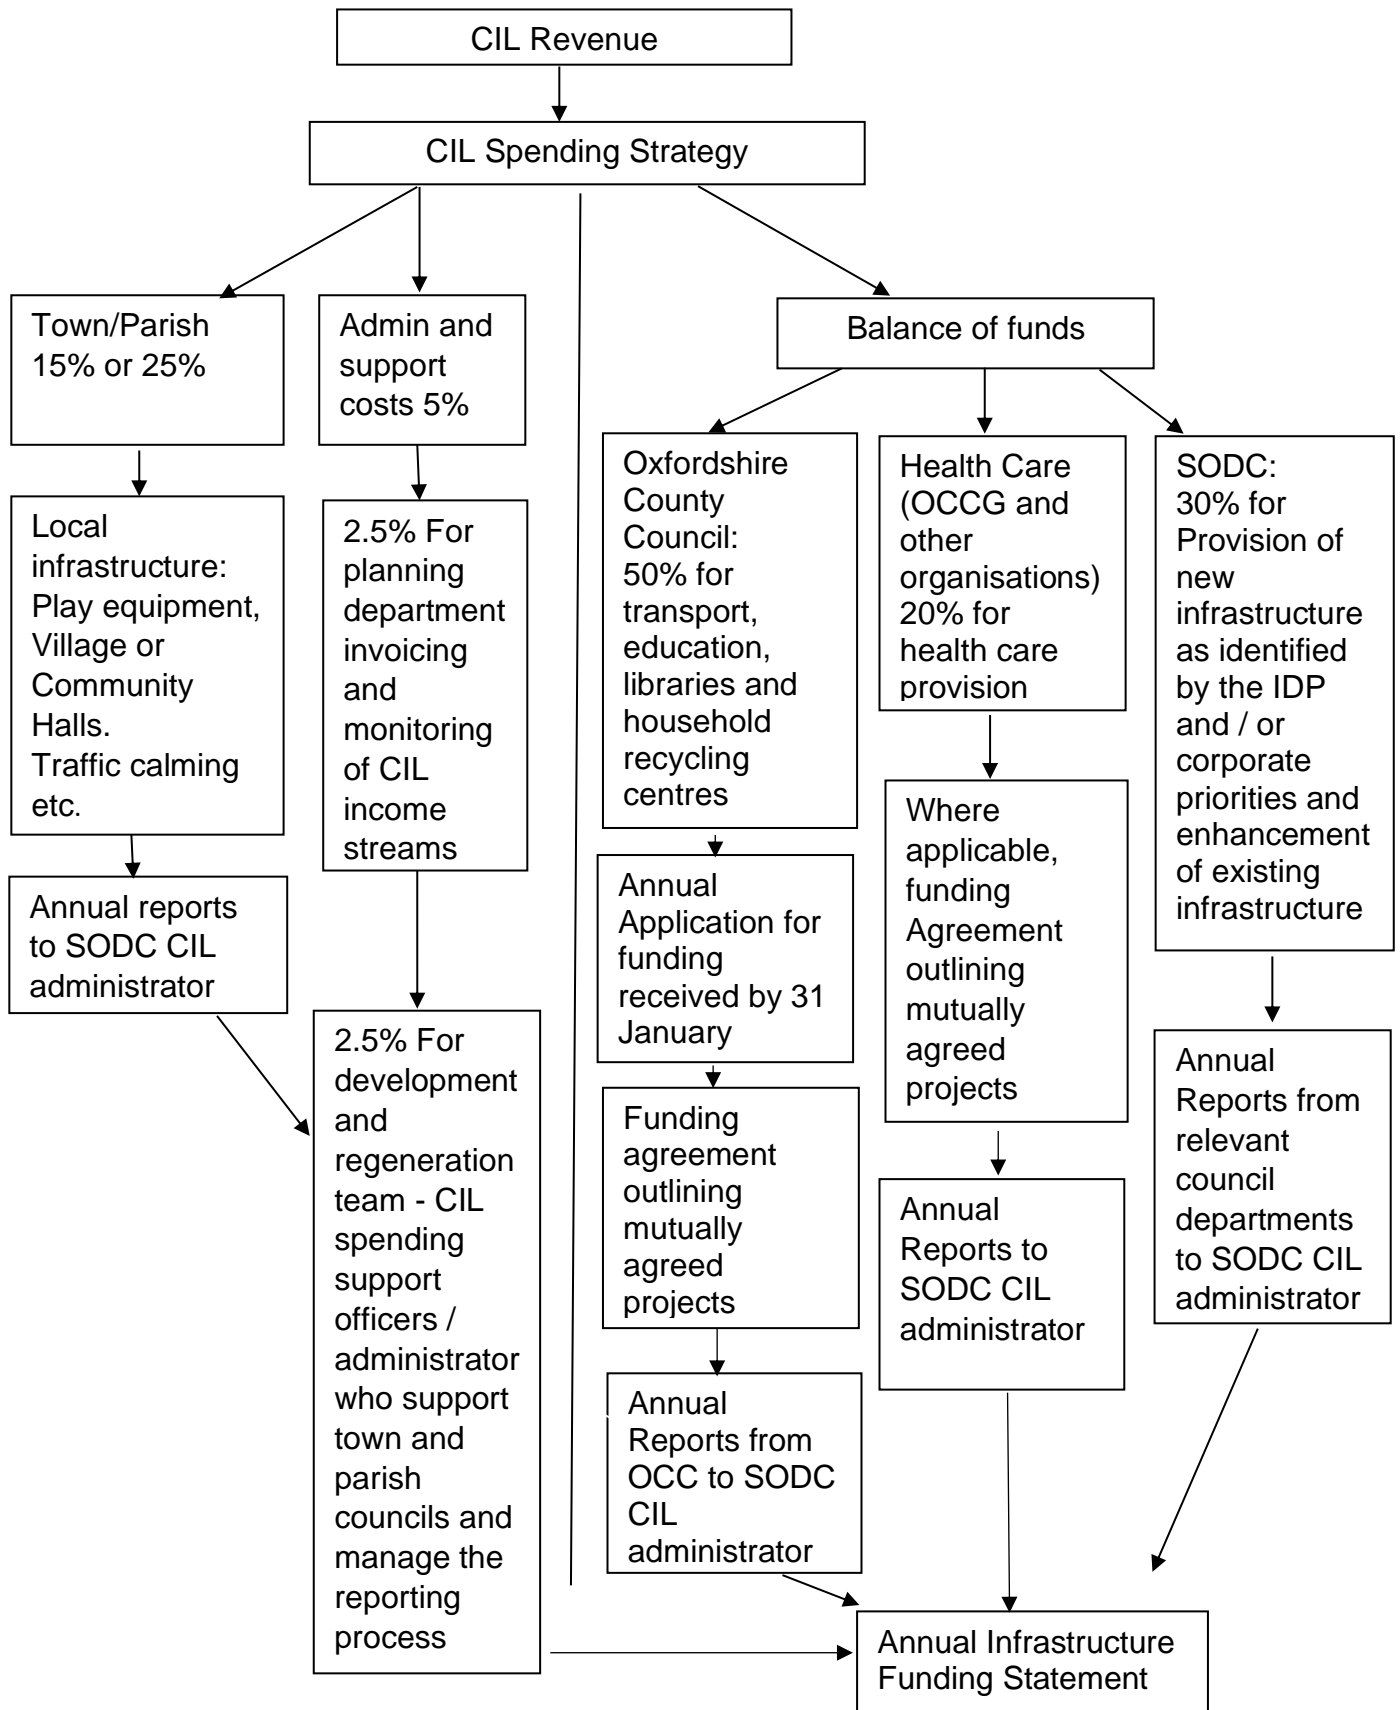 CIL Revenue
CIL Spending Strategy
Town/Parish
15% or 25%
Admin and
support
costs 5%
Balance of funds
Local
infrastructure:
Play equipment,
Village or
Community
Halls.
Traffic calming
etc.
2.5% For
planning
department
invoicing
and
monitoring
of CIL
income
streams
Oxfordshire
County
Council:
50% for
transport,
education,
libraries and
household
recycling
centres
Health Care
(OCCG and
other
organisations)
20% for
health care
provision
SODC:
30% for
Provision of
new
infrastructure
as identified
by the IDP
and / or
corporate
priorities and
enhancement
of existing
infrastructure
Annual reports
to SODC CIL
administrator
2.5% For
development
and
regeneration
team - CIL
spending
support
officers /
administrator
who support
town and
parish
councils and
manage the
reporting
process
Annual
Application for
funding
received by 31
January
Where
applicable,
funding
Agreement
outlining
mutually
agreed
projects
Annual
Reports from
relevant
council
departments
to SODC CIL
administrator
Funding
agreement
outlining
mutually
agreed
projects
Annual
Reports to
SODC CIL
administrator
Annual
Reports from
OCC to SODC
CIL
administrator
Annual Infrastructure
Funding Statement